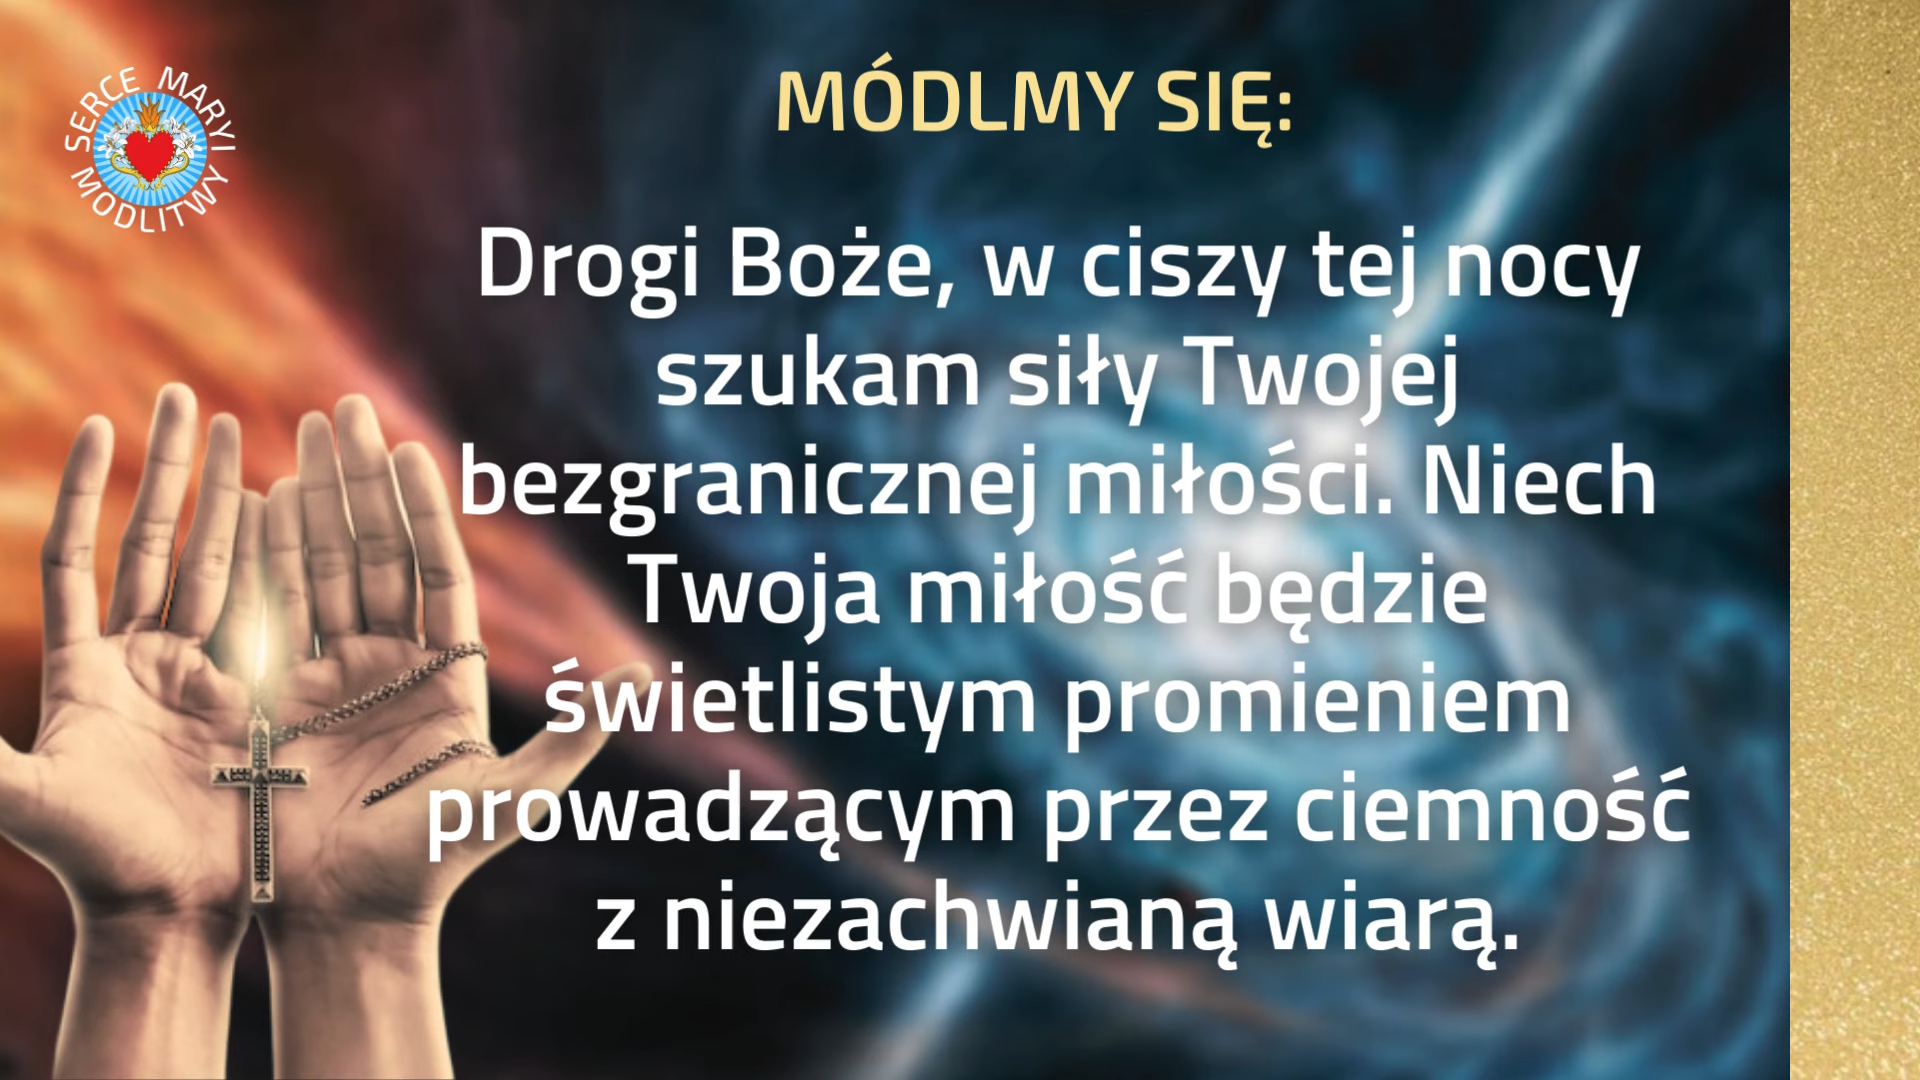 SERCE MARYI
MODLITWY
MÓDLMY SIĘ:
Drogi Boże, w ciszy tej nocy
szukam siły Twojej
bezgranicznej miłości. Niech
Twoja miłość będzie
świetlistym promieniem
prowadzącym przez ciemność
z niezachwianą wiarą.